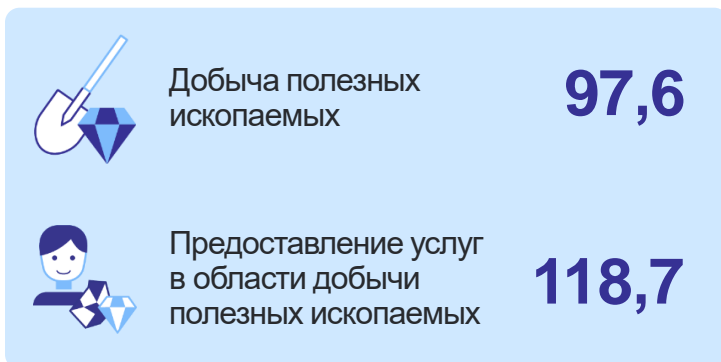 Добыча полезных
ископаемых
97,6
Предоставление услуг
в области добычи
полезных ископаемых
118,7